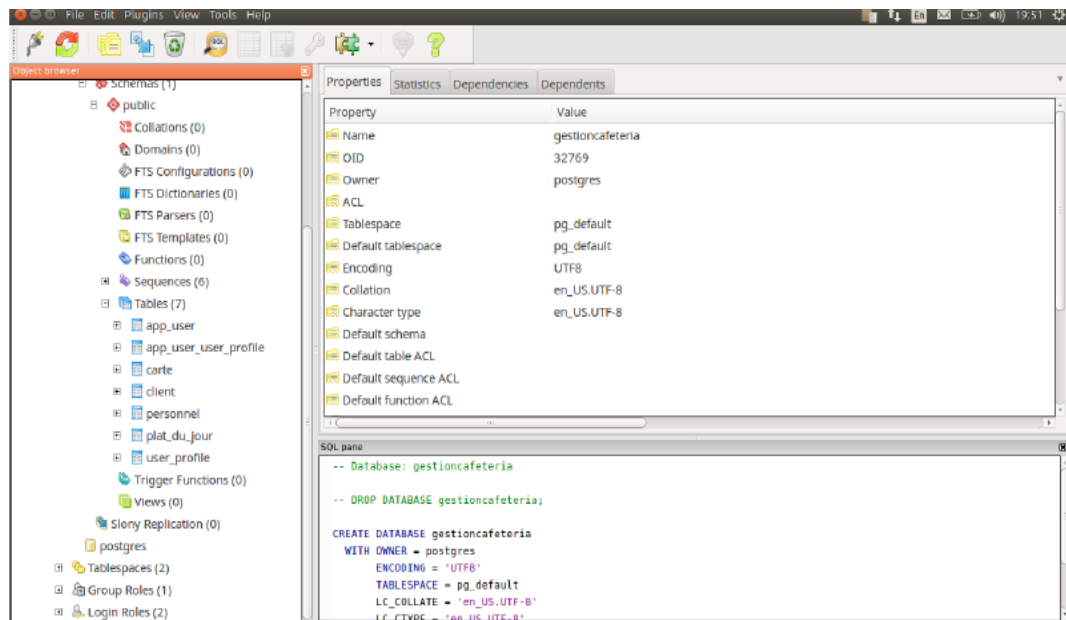 File Edit Plugins View Tools Help
En 19:51
SQL
Object browser
Schemas (1)
public
Collations (0)
Domains (0)
FTS Configurations (0)
FTS Dictionaries (0)
FTS Parsers (0)
FTS Templates (0)
Functions (0)
Sequences (6)
Tables (7)
app_user
app_user_user_profile
carte
client
personnel
plat_du_jour
user_profile
Trigger Functions (0)
Views (0)
Slony Replication (0)
postgres
Tablespaces (2)
Group Roles (1)
Login Roles (2)
Properties Statistics Dependencies Dependents
Property Value
Name gestioncafeteria
OID 32769
Owner postgres
ACL
Tablespace pg_default
Default tablespace pg_default
Encoding UTF8
Collation en_US.UTF-8
Character type en_US.UTF-8
Default schema
Default table ACL
Default sequence ACL
Default function ACL
SQL pane
-- Database: gestioncafeteria
-- DROP DATABASE gestioncafeteria;
CREATE DATABASE gestioncafeteria
WITH OWNER = postgres
ENCODING = 'UTF8'
TABLESPACE = pg_default
LC_COLLATE = 'en_US.UTF-8'
LC_CTYPE = 'en_US.UTF-8'